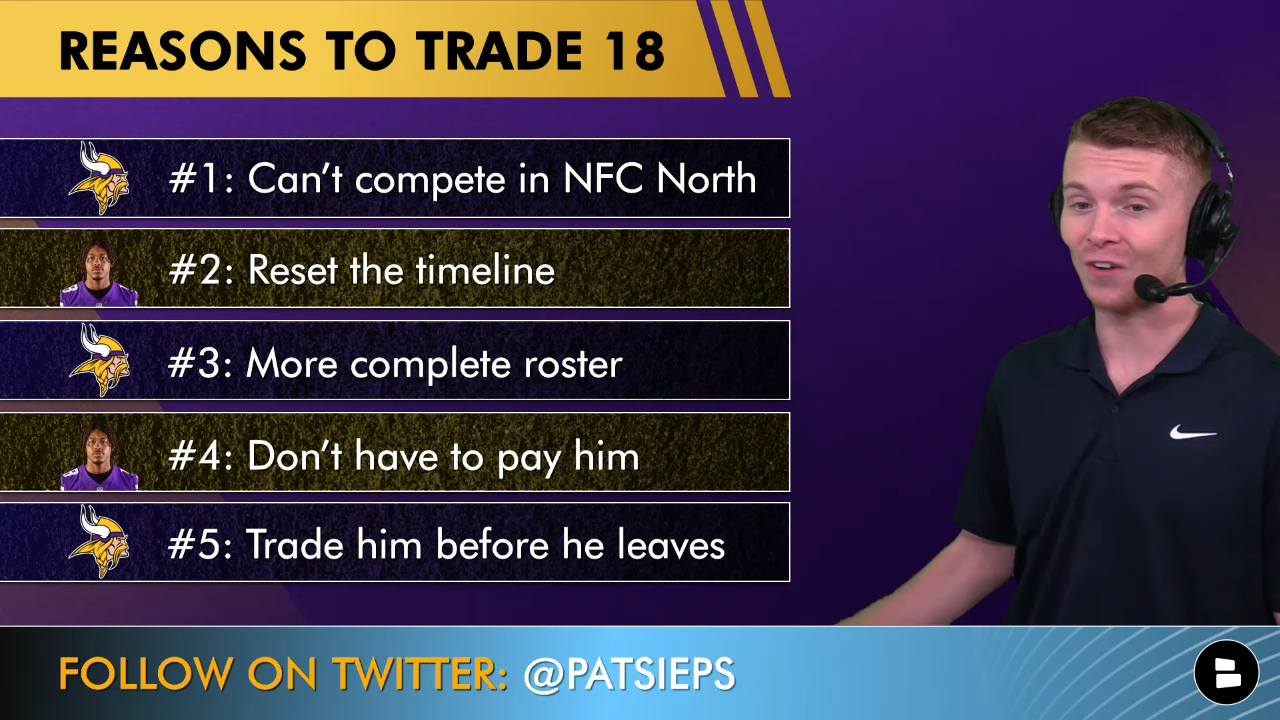 REASONS TO TRADE 18
#1: Can't compete in NFC North
#2: Reset the timeline
#3: More complete roster
#4: Don't have to pay him
#5: Trade him before he leaves
FOLLOW ON TWITTER: @PATSIEPS